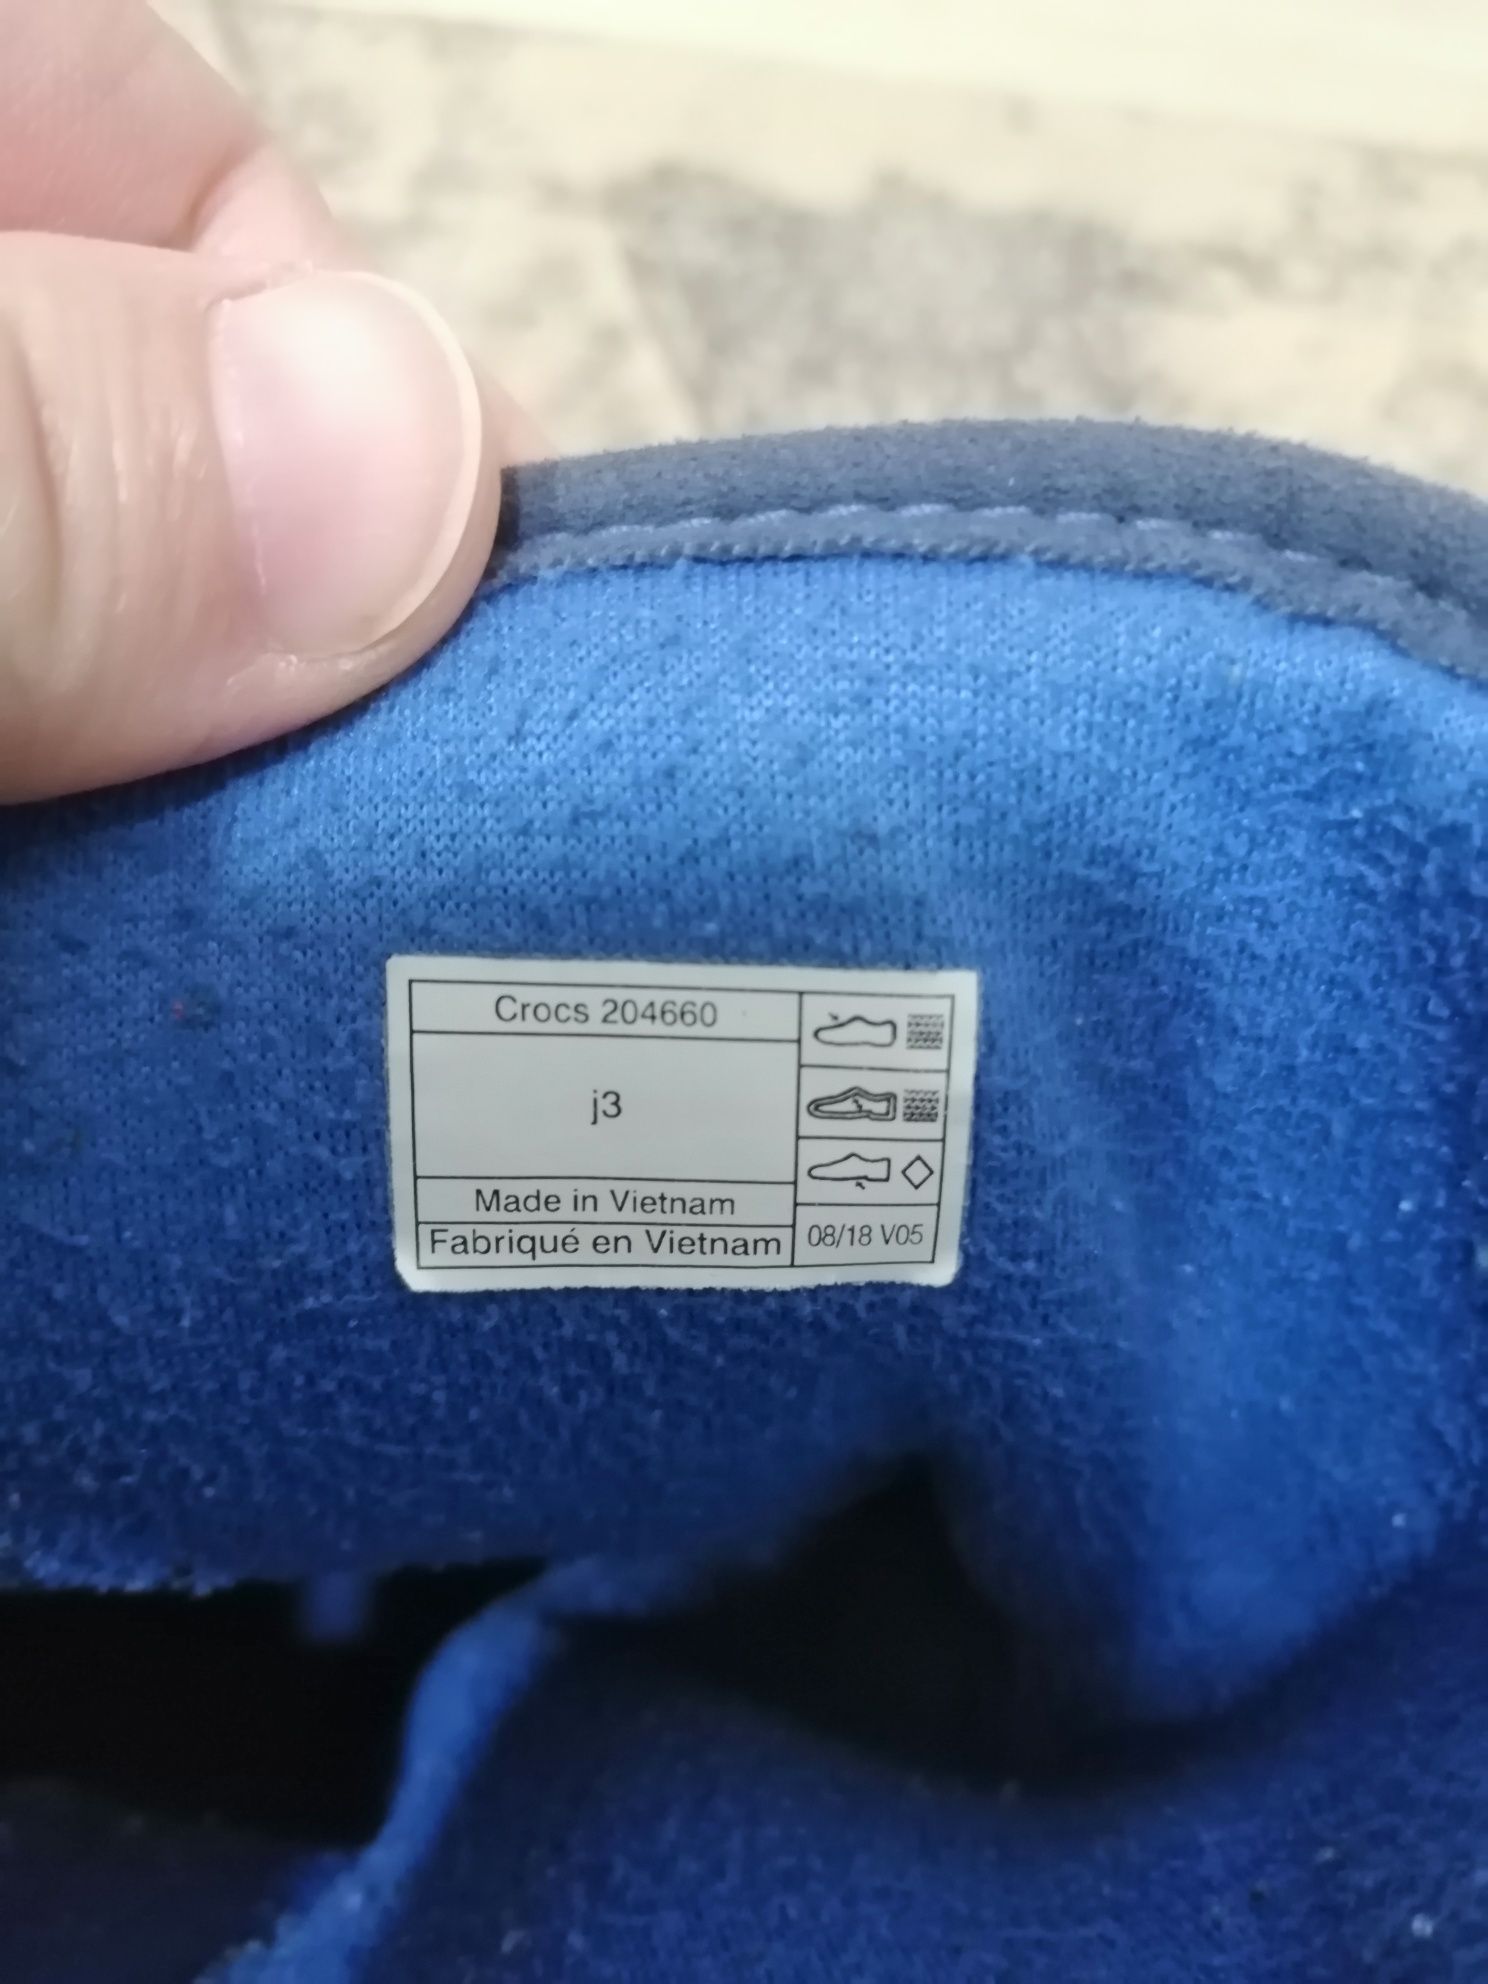 Crocs 204660
j3
Made in Vietnam
Fabriqué en Vietnam
08/18 V05